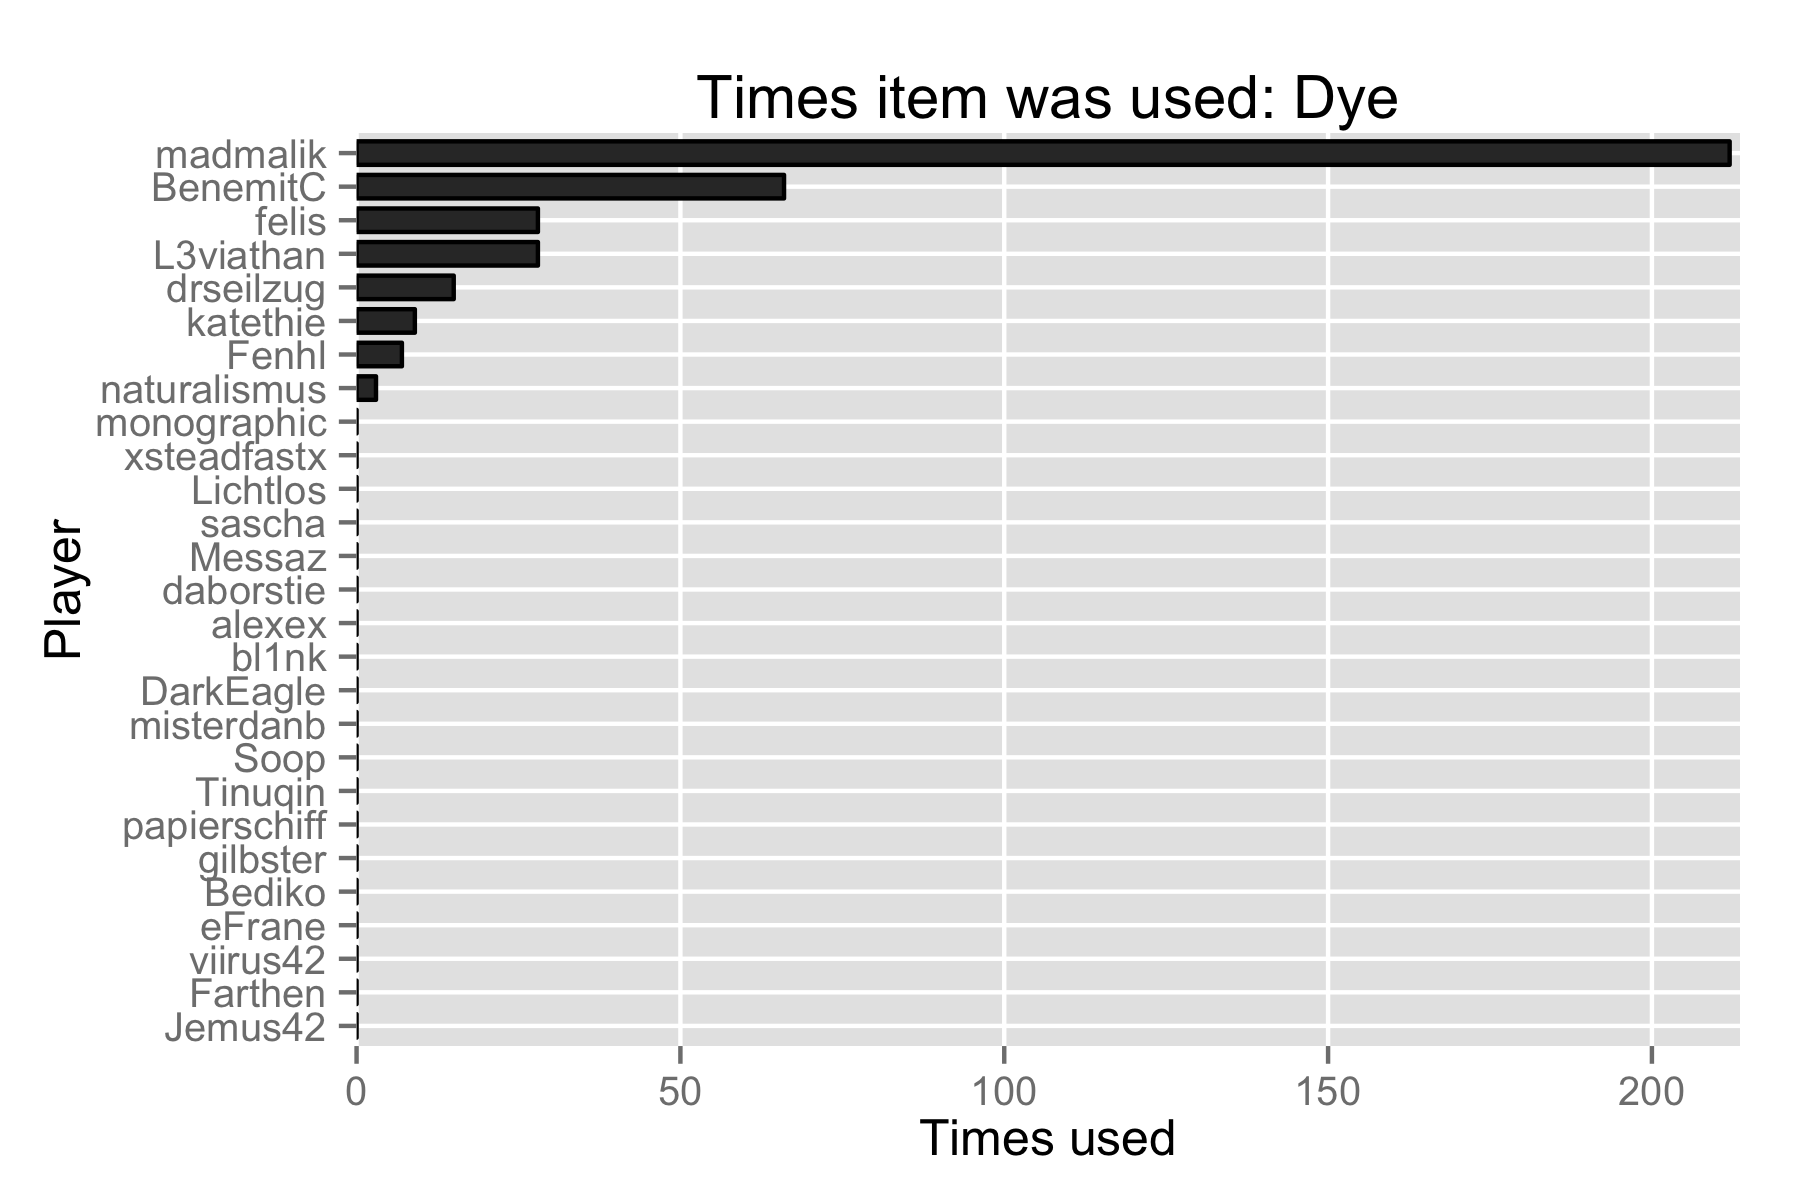 Times item was used: Dye
madmalik
BenemitC
felis
L3viathan
drseilzug
katethie
Fenhl
naturalismus
monographic
xsteadfastx
Lichtlos
sascha
Messaz
daborstie
alexex
bl1nk
DarkEagle
misterdanb
Soop
Tinuqin
papierschiff
gilbster
Bediko
eFrane
viirus42
Farthen
Jemus42
Player
0 50 100 150 200
Times used